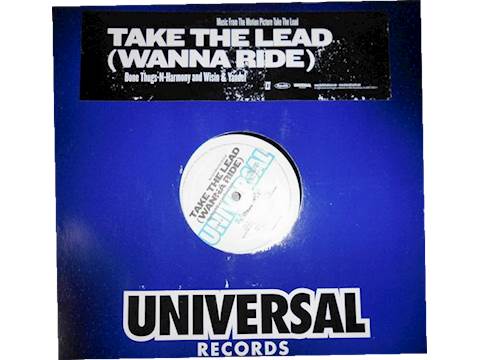 Music From The Motion Picture Take The Lead
TAKE THE LEAD
(WANNA RIDE)
Bone Thugs-N-Harmony and Wisin & Yandel
TAKE THE LEAD
(WANNA RIDE)
UNIVERSAL
UNIVERSAL
RECORDS